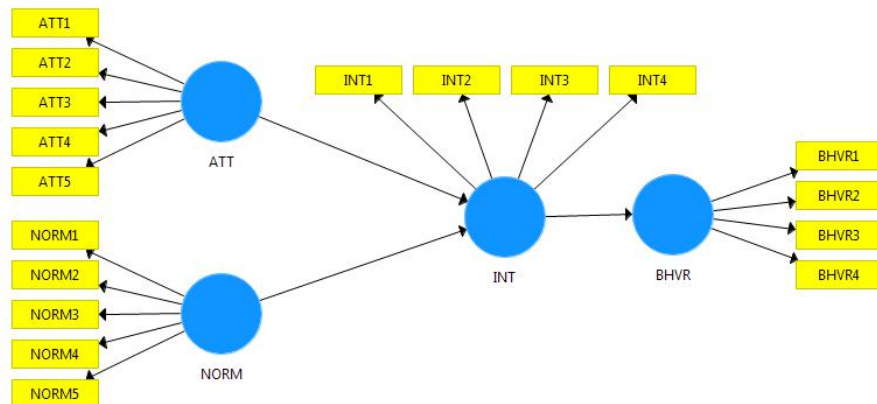 ATT1
ATT2
ATT3
ATT4
ATT5
ATT
NORM1
NORM2
NORM3
NORM4
NORM5
NORM
INT1
INT2
INT3
INT4
INT
BHVR
BHVR1
BHVR2
BHVR3
BHVR4